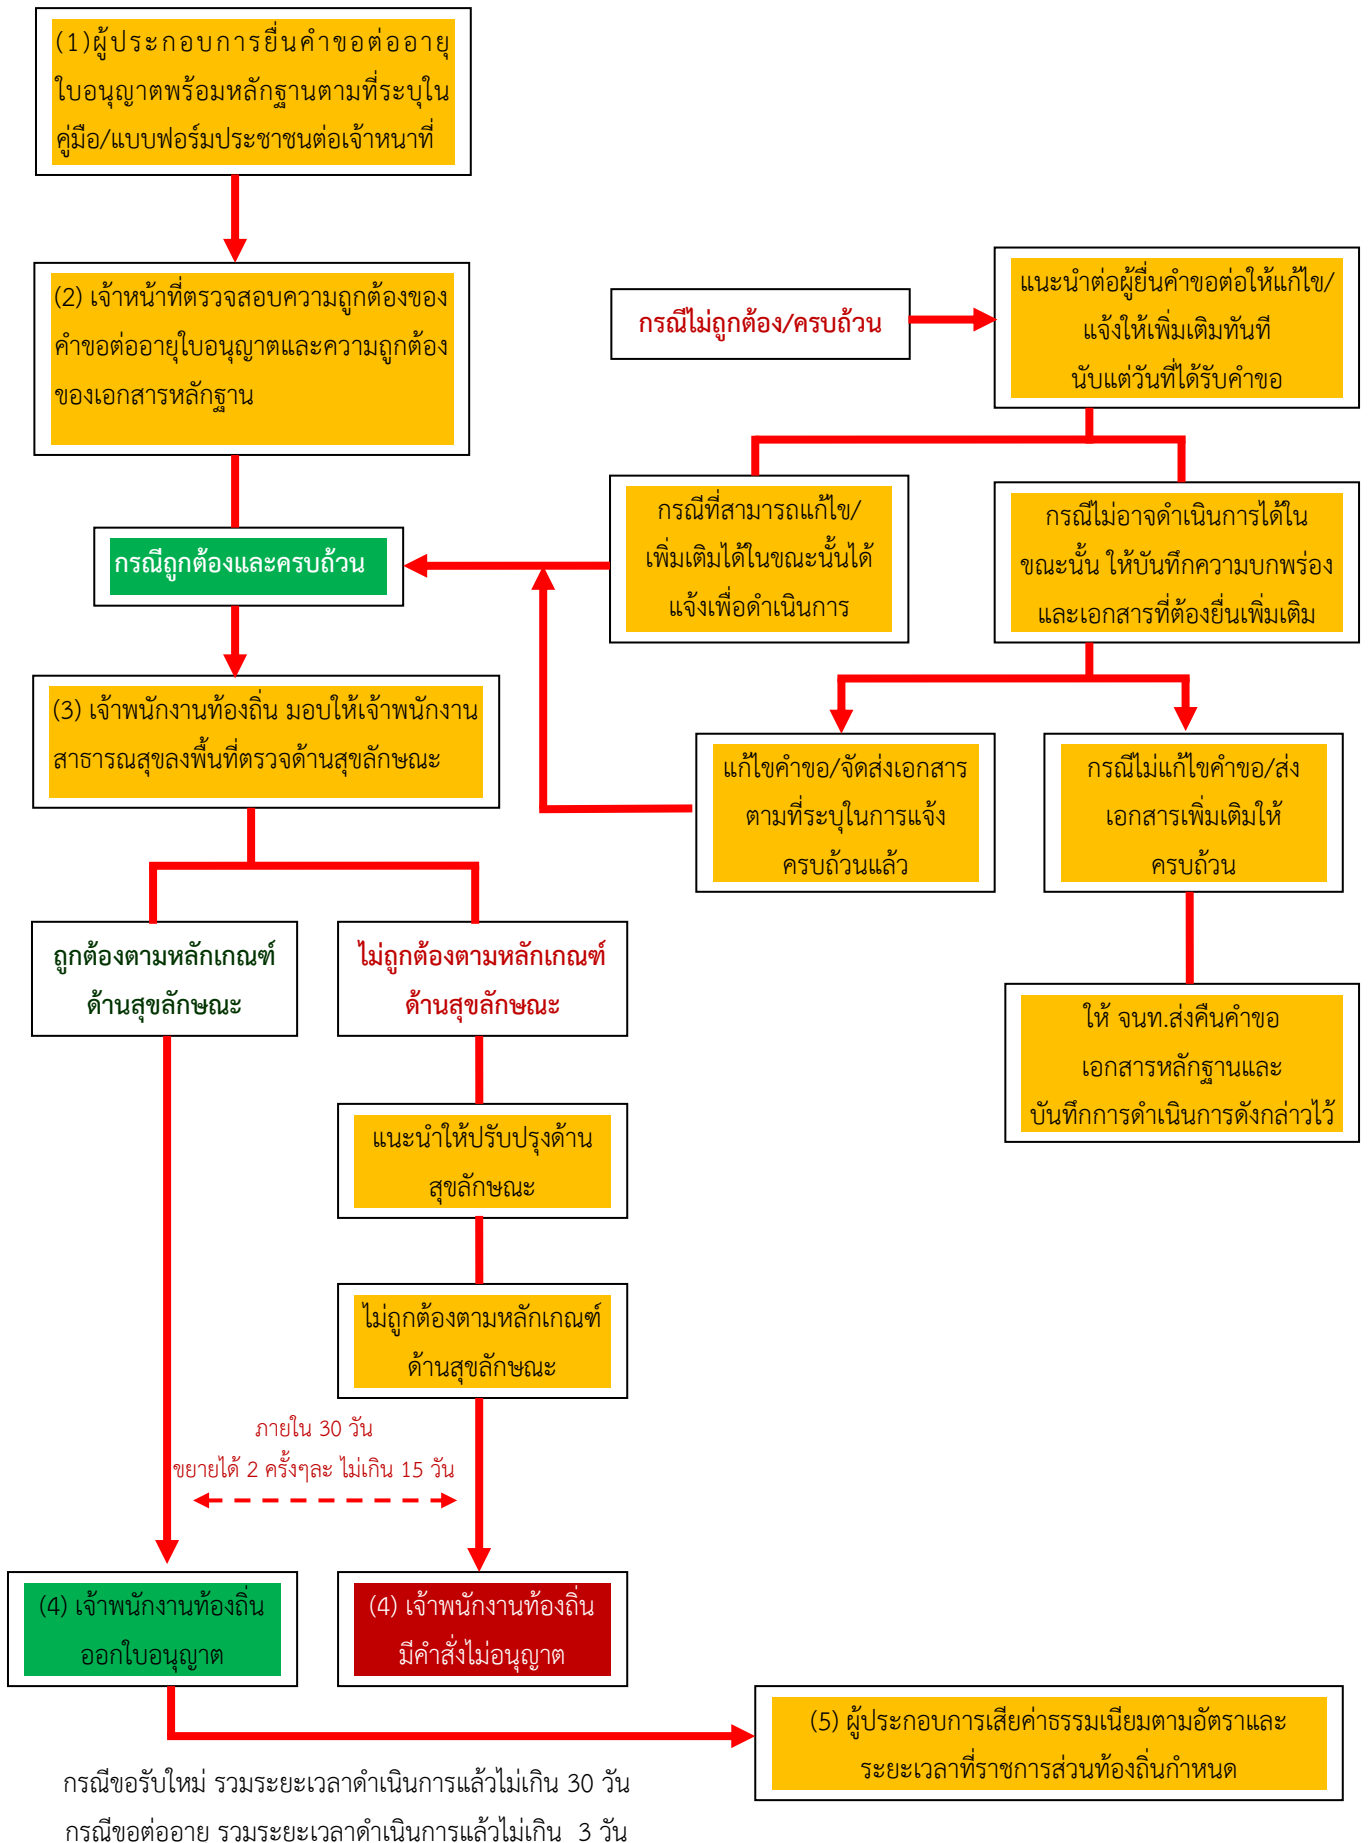 (1)ผู้ประกอบการยื่นคำขอต่ออายุ
ใบอนุญาตพร้อมหลักฐานตามที่ระบุใน
คู่มือ/แบบฟอร์มประชาชนต่อเจ้าหนาที่
(2) เจ้าหน้าที่ตรวจสอบความถูกต้องของ
คำขอต่ออายุใบอนุญาตและความถูกต้อง
ของเอกสารหลักฐาน
กรณีไม่ถูกต้อง/ครบถ้วน
แนะนำต่อผู้ยื่นคำขอต่อให้แก้ไข/
แจ้งให้เพิ่มเติมทันที
นับแต่วันที่ได้รับคำขอ
กรณีถูกต้องและครบถ้วน
กรณีที่สามารถแก้ไข/
เพิ่มเติมได้ในขณะนั้นได้
แจ้งเพื่อดำเนินการ
กรณีไม่อาจดำเนินการได้ใน
ขณะนั้น ให้บันทึกความบกพร่อง
และเอกสารที่ต้องยื่นเพิ่มเติม
(3) เจ้าพนักงานท้องถิ่น มอบให้เจ้าพนักงาน
สาธารณสุขลงพื้นที่ตรวจด้านสุขลักษณะ
แก้ไขคำขอ/จัดส่งเอกสาร
ตามที่ระบุในการแจ้ง
ครบถ้วนแล้ว
กรณีไม่แก้ไขคำขอ/ส่ง
เอกสารเพิ่มเติมให้
ครบถ้วน
ถูกต้องตามหลักเกณฑ์
ด้านสุขลักษณะ
ไม่ถูกต้องตามหลักเกณฑ์
ด้านสุขลักษณะ
ให้ จนท.ส่งคืนคำขอ
เอกสารหลักฐานและ
บันทึกการดำเนินการดังกล่าวไว้
แนะนำให้ปรับปรุงด้าน
สุขลักษณะ
ไม่ถูกต้องตามหลักเกณฑ์
ด้านสุขลักษณะ
ภายใน 30 วัน
ขยายได้ 2 ครั้งๆละ ไม่เกิน 15 วัน
(4) เจ้าพนักงานท้องถิ่น
ออกใบอนุญาต
(4) เจ้าพนักงานท้องถิ่น
มีคำสั่งไม่อนุญาต
(5) ผู้ประกอบการเสียค่าธรรมเนียมตามอัตราและ
ระยะเวลาที่ราชการส่วนท้องถิ่นกำหนด
กรณีขอรับใหม่ รวมระยะเวลาดำเนินการแล้วไม่เกิน 30 วัน
กรณีขอต่ออาย รวมระยะเวลาดำเนินการแล้วไม่เกิน 3 วัน